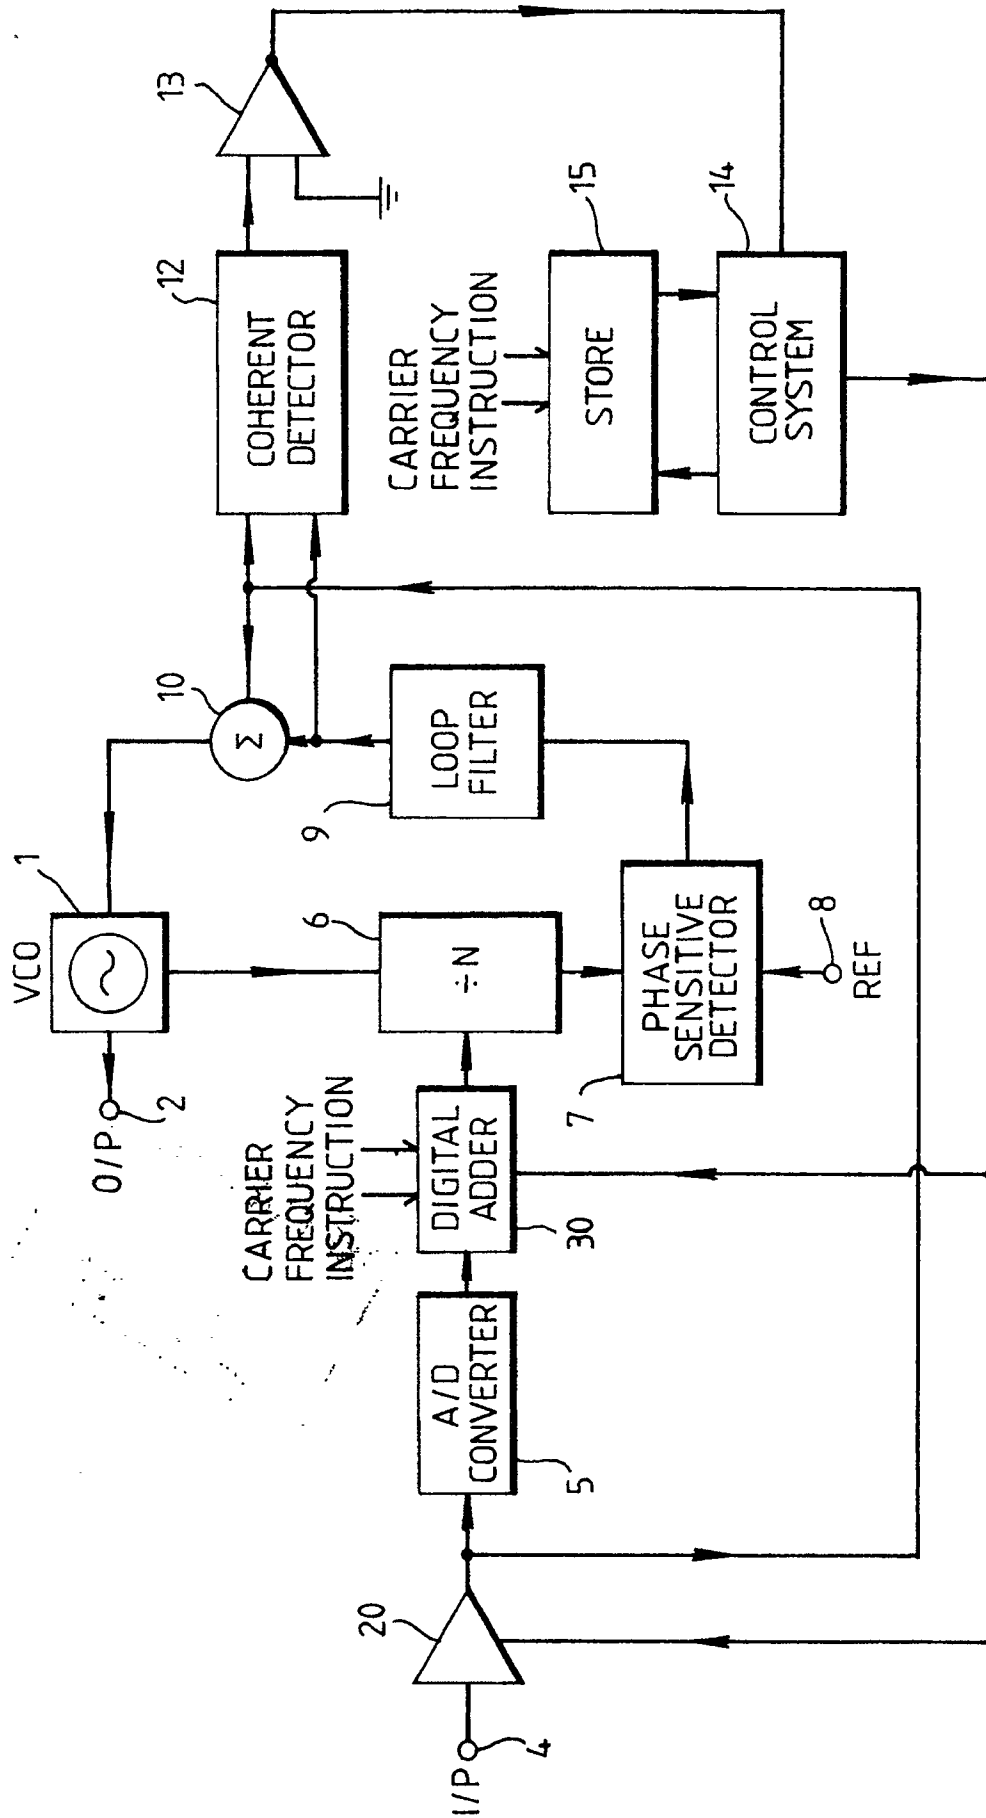 VCO
1
O/P
2
10
Σ
12
COHERENT
DETECTOR
13
CARRIER
FREQUENCY
INSTRUCTION
I/P
4
20
A/D
CONVERTER
5
DIGITAL
ADDER
30
6
÷N
9
LOOP
FILTER
CARRIER
FREQUENCY
INSTRUCTION
STORE
15
PHASE
SENSITIVE
DETECTOR
7
8
REF
CONTROL
SYSTEM
14